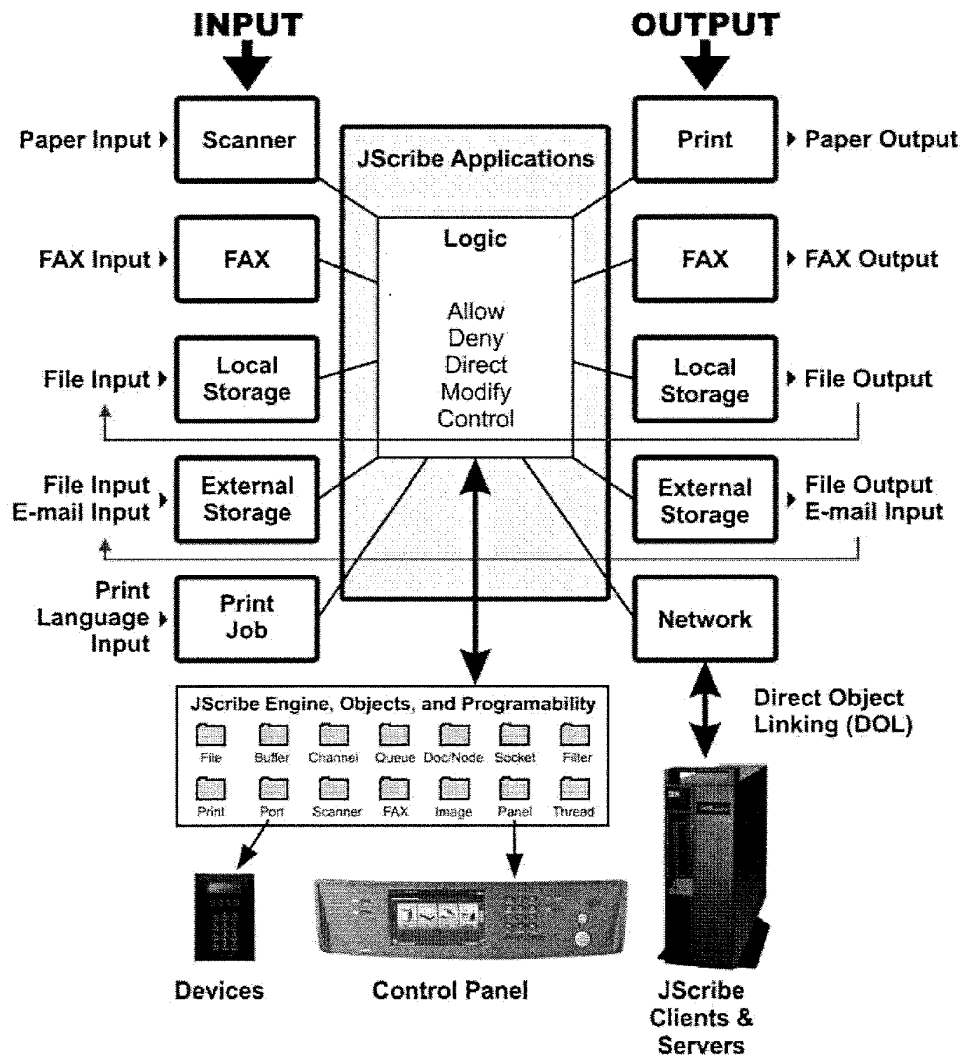 INPUT
OUTPUT
Paper Input
Scanner
JScribe Applications
Print
Paper Output
FAX Input
FAX
Logic
Allow
Deny
Direct
Modify
Control
FAX
FAX Output
File Input
Local
Storage
Local
Storage
File Output
File Input
E-mail Input
External
Storage
External
Storage
File Output
E-mail Input
Print
Language
Input
Print
Job
Network
JScribe Engine, Objects, and Programability
File
Buffer
Channel
Queue
Doc/Node
Socket
Filter
Print
Port
Scanner
FAX
Image
Panel
Thread
Direct Object
Linking (DOL)
Devices
Control Panel
JScribe
Clients &
Servers